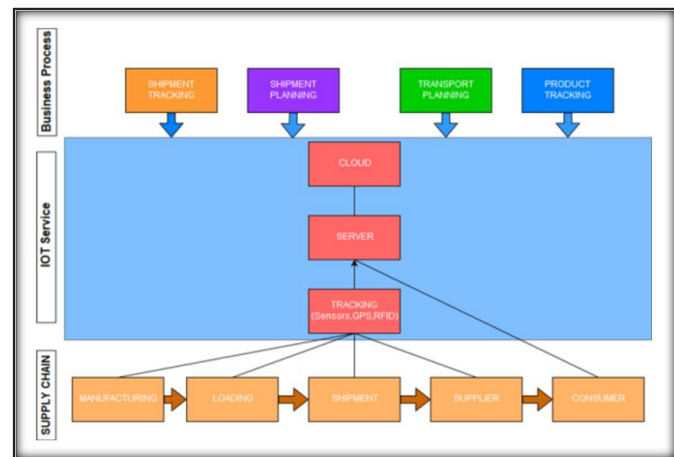 Business Process
SHIPMENT
TRACKING
SHIPMENT
PLANNING
TRANSPORT
PLANNING
PRODUCT
TRACKING
IOT Service
CLOUD
SERVER
TRACKING
(Sensors,GPS,RFID)
SUPPLY CHAIN
MANUFACTURING
LOADING
SHIPMENT
SUPPLIER
CONSUMER